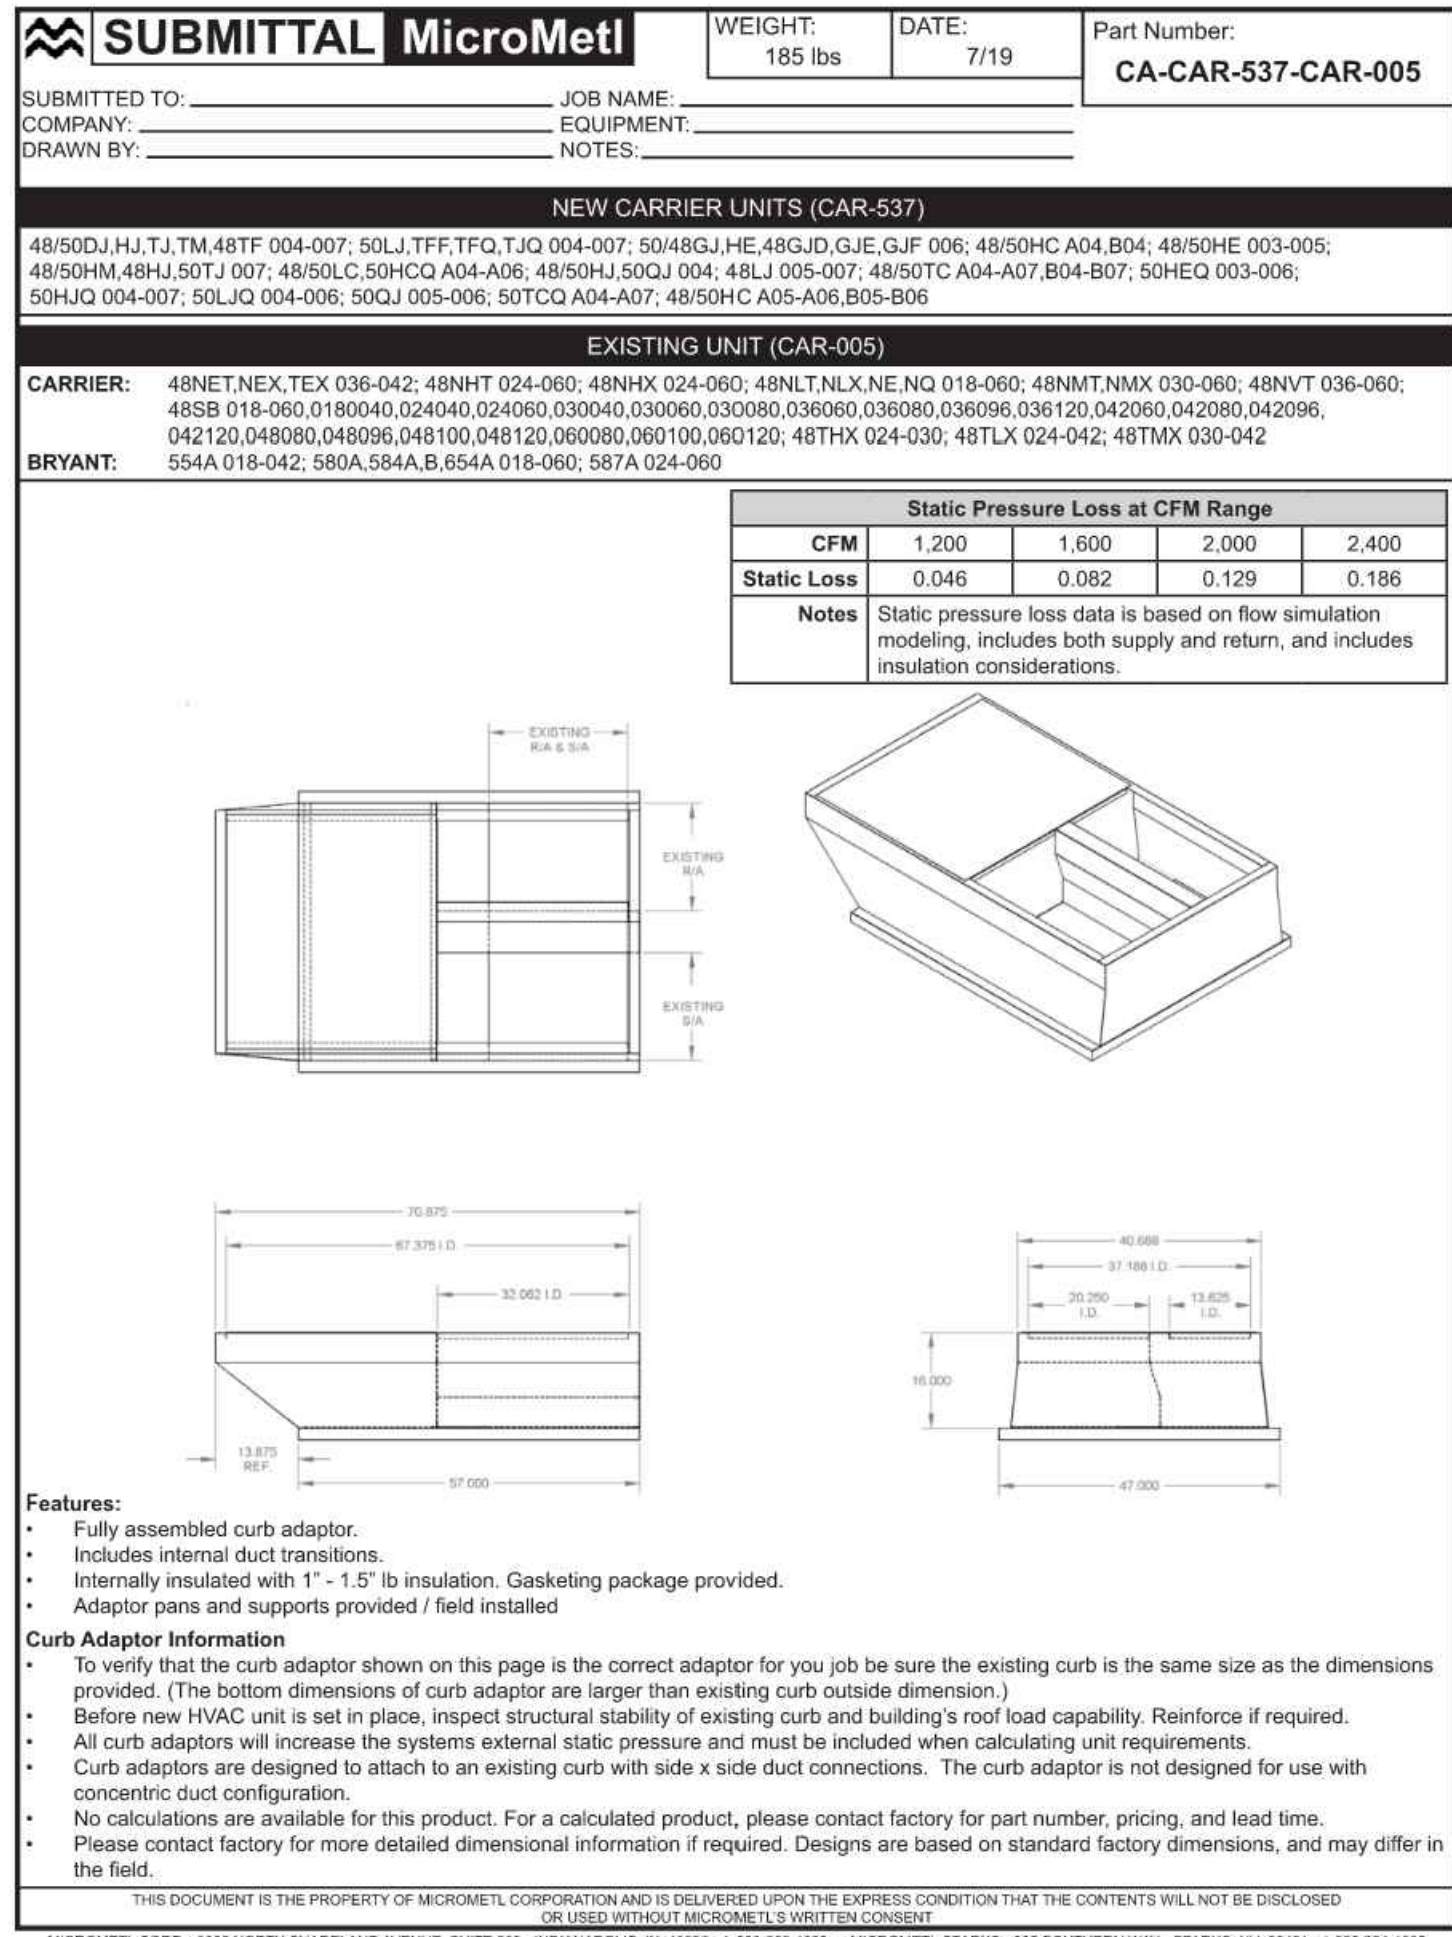 SUBMITTAL MicroMetl
WEIGHT:
185 lbs
DATE:
7/19
Part Number:
CA-CAR-537-CAR-005
SUBMITTED TO:
JOB NAME:
COMPANY:
EQUIPMENT:
DRAWN BY:
NOTES:
NEW CARRIER UNITS (CAR-537)
48/50DJ,HJ,TJ,TM,48TF 004-007; 50LJ,TFF,TFQ,TJQ 004-007; 50/48GJ,HE,48GJD,GJE,GJF 006; 48/50HC A04,B04; 48/50HE 003-005;
48/50HM,48HJ,50TJ 007; 48/50LC,50HCQ A04-A06; 48/50HJ,50QJ 004; 48LJ 005-007; 48/50TC A04-A07,B04-B07; 50HEQ 003-006;
50HJQ 004-007; 50LJQ 004-006; 50QJ 005-006; 50TCQ A04-A07; 48/50HC A05-A06,B05-B06
EXISTING UNIT (CAR-005)
CARRIER: 48NET,NEX,TEX 036-042; 48NHT 024-060; 48NHX 024-060; 48NLT,NLX,NE,NQ 018-060; 48NMT,NMX 030-060; 48NVT 036-060;
48SB 018-060,0180040,024040,024060,030040,030060,030080,036060,036080,036096,036120,042060,042080,042096,
042120,048080,048096,048100,048120,060080,060100,060120; 48THX 024-030; 48TLX 024-042; 48TMX 030-042
BRYANT: 554A 018-042; 580A,584A,B,654A 018-060; 587A 024-060
Static Pressure Loss at CFM Range
CFM 1,200 1,600 2,000 2,400
Static Loss 0.046 0.082 0.129 0.186
Notes Static pressure loss data is based on flow simulation
modeling, includes both supply and return, and includes
insulation considerations.
EXISTING
R/A & S/A
EXISTING
R/A
EXISTING
S/A
70.875
67.375 I.D.
32.062 I.D.
13.875
REF.
57.000
40.688
37.188 I.D.
20.250
I.D.
13.625
I.D.
16.000
47.000
Features:
• Fully assembled curb adaptor.
• Includes internal duct transitions.
• Internally insulated with 1" - 1.5" lb insulation. Gasketing package provided.
• Adaptor pans and supports provided / field installed
Curb Adaptor Information
• To verify that the curb adaptor shown on this page is the correct adaptor for you job be sure the existing curb is the same size as the dimensions
provided. (The bottom dimensions of curb adaptor are larger than existing curb outside dimension.)
• Before new HVAC unit is set in place, inspect structural stability of existing curb and building's roof load capability. Reinforce if required.
• All curb adaptors will increase the systems external static pressure and must be included when calculating unit requirements.
• Curb adaptors are designed to attach to an existing curb with side x side duct connections. The curb adaptor is not designed for use with
concentric duct configuration.
• No calculations are available for this product. For a calculated product, please contact factory for part number, pricing, and lead time.
• Please contact factory for more detailed dimensional information if required. Designs are based on standard factory dimensions, and may differ in
the field.
THIS DOCUMENT IS THE PROPERTY OF MICROMETL CORPORATION AND IS DELIVERED UPON THE EXPRESS CONDITION THAT THE CONTENTS WILL NOT BE DISCLOSED
OR USED WITHOUT MICROMETL'S WRITTEN CONSENT